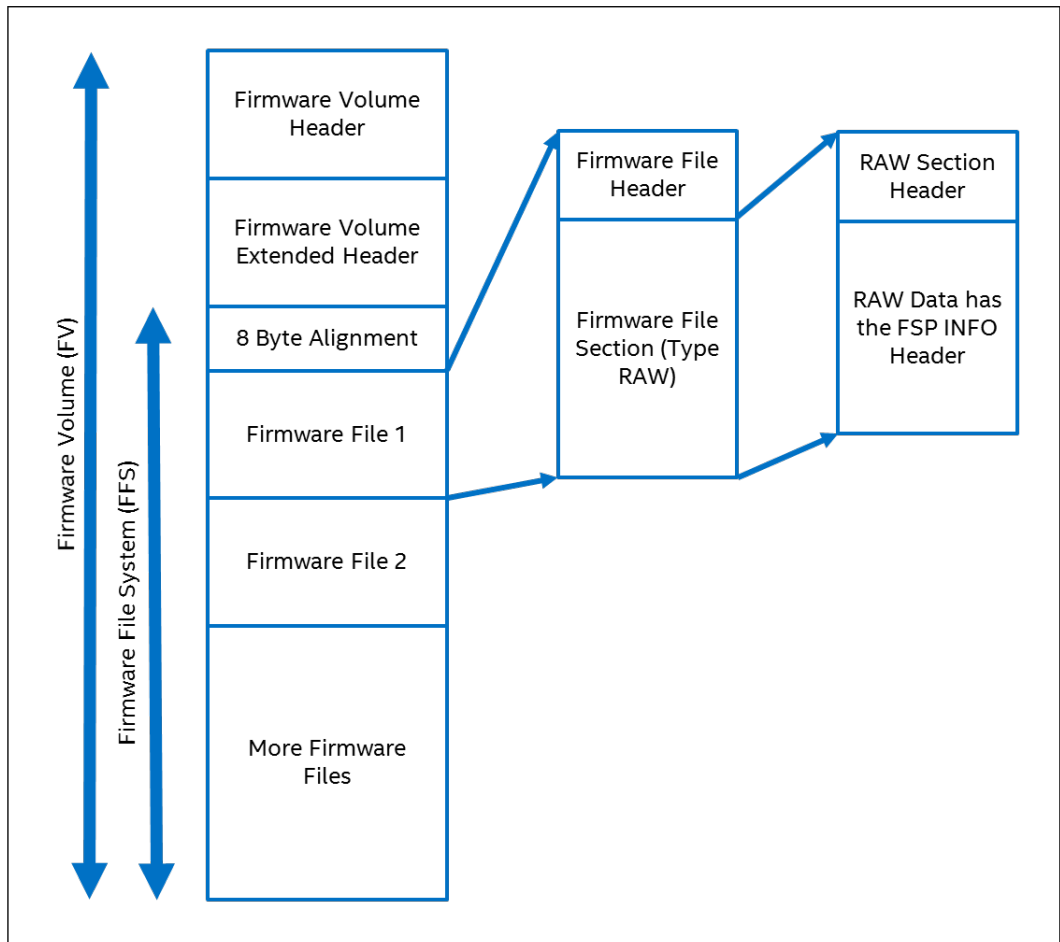 Firmware Volume (FV)
Firmware File System (FFS)
Firmware Volume
Header
Firmware Volume
Extended Header
8 Byte Alignment
Firmware File 1
Firmware File 2
More Firmware
Files
Firmware File
Header
Firmware File
Section (Type
RAW)
RAW Section
Header
RAW Data has
the FSP INFO
Header